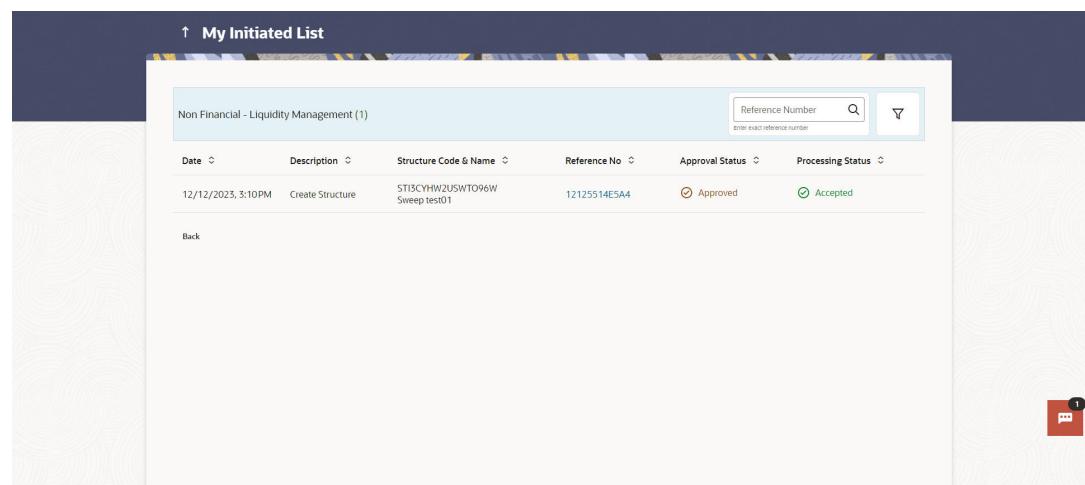 My Initiated List
Non Financial - Liquidity Management (1)
Reference Number
Enter exact reference number
Date Description Structure Code & Name Reference No Approval Status Processing Status
12/12/2023, 3:10 PM Create Structure STI3CYHW2USWTO96W 12125514E5A4 Approved Accepted
Sweep test01
Back
1